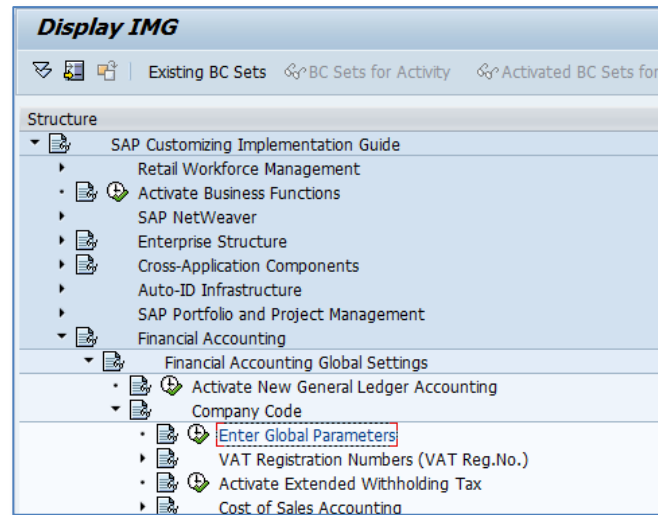 Display IMG
Existing BC Sets BC Sets for Activity Activated BC Sets for
Structure
SAP Customizing Implementation Guide
Retail Workforce Management
Activate Business Functions
SAP NetWeaver
Enterprise Structure
Cross-Application Components
Auto-ID Infrastructure
SAP Portfolio and Project Management
Financial Accounting
Financial Accounting Global Settings
Activate New General Ledger Accounting
Company Code
Enter Global Parameters
VAT Registration Numbers (VAT Reg.No.)
Activate Extended Withholding Tax
Cost of Sales Accounting